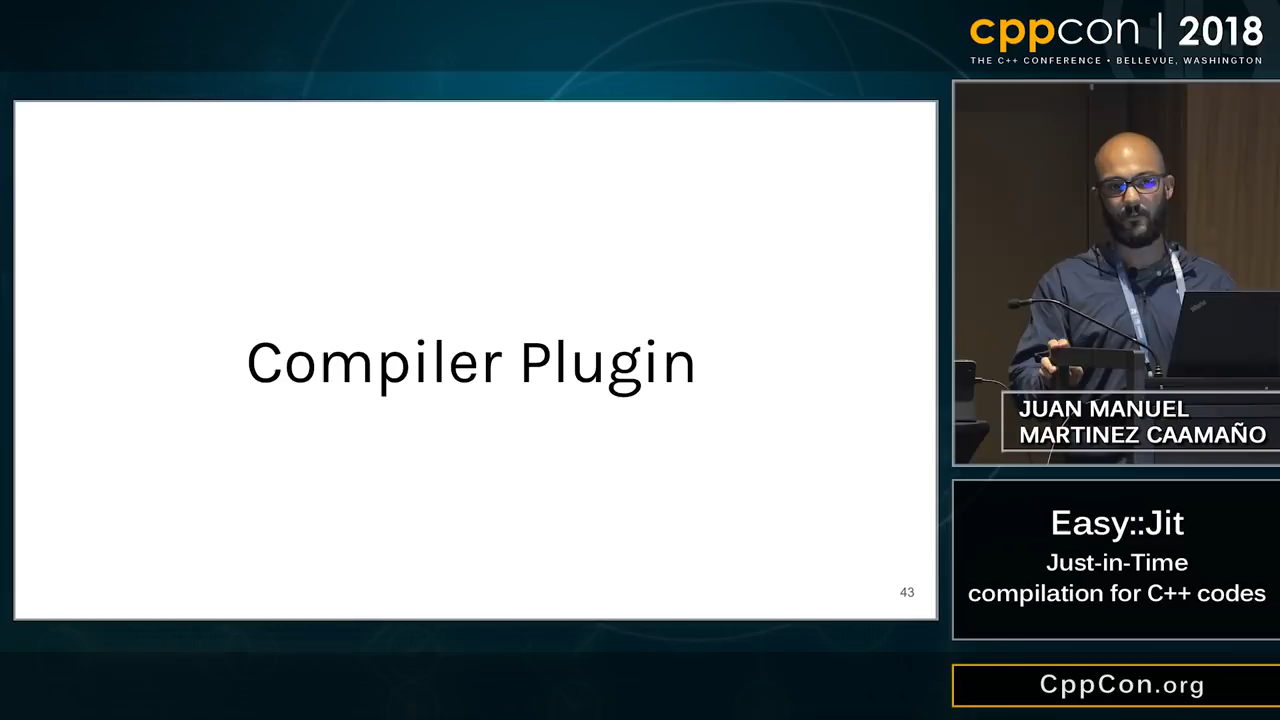 cppcon | 2018
THE C++ CONFERENCE • BELLEVUE, WASHINGTON
Compiler Plugin
43
JUAN MANUEL
MARTINEZ CAAMAÑO
Easy::Jit
Just-in-Time
compilation for C++ codes
CppCon.org